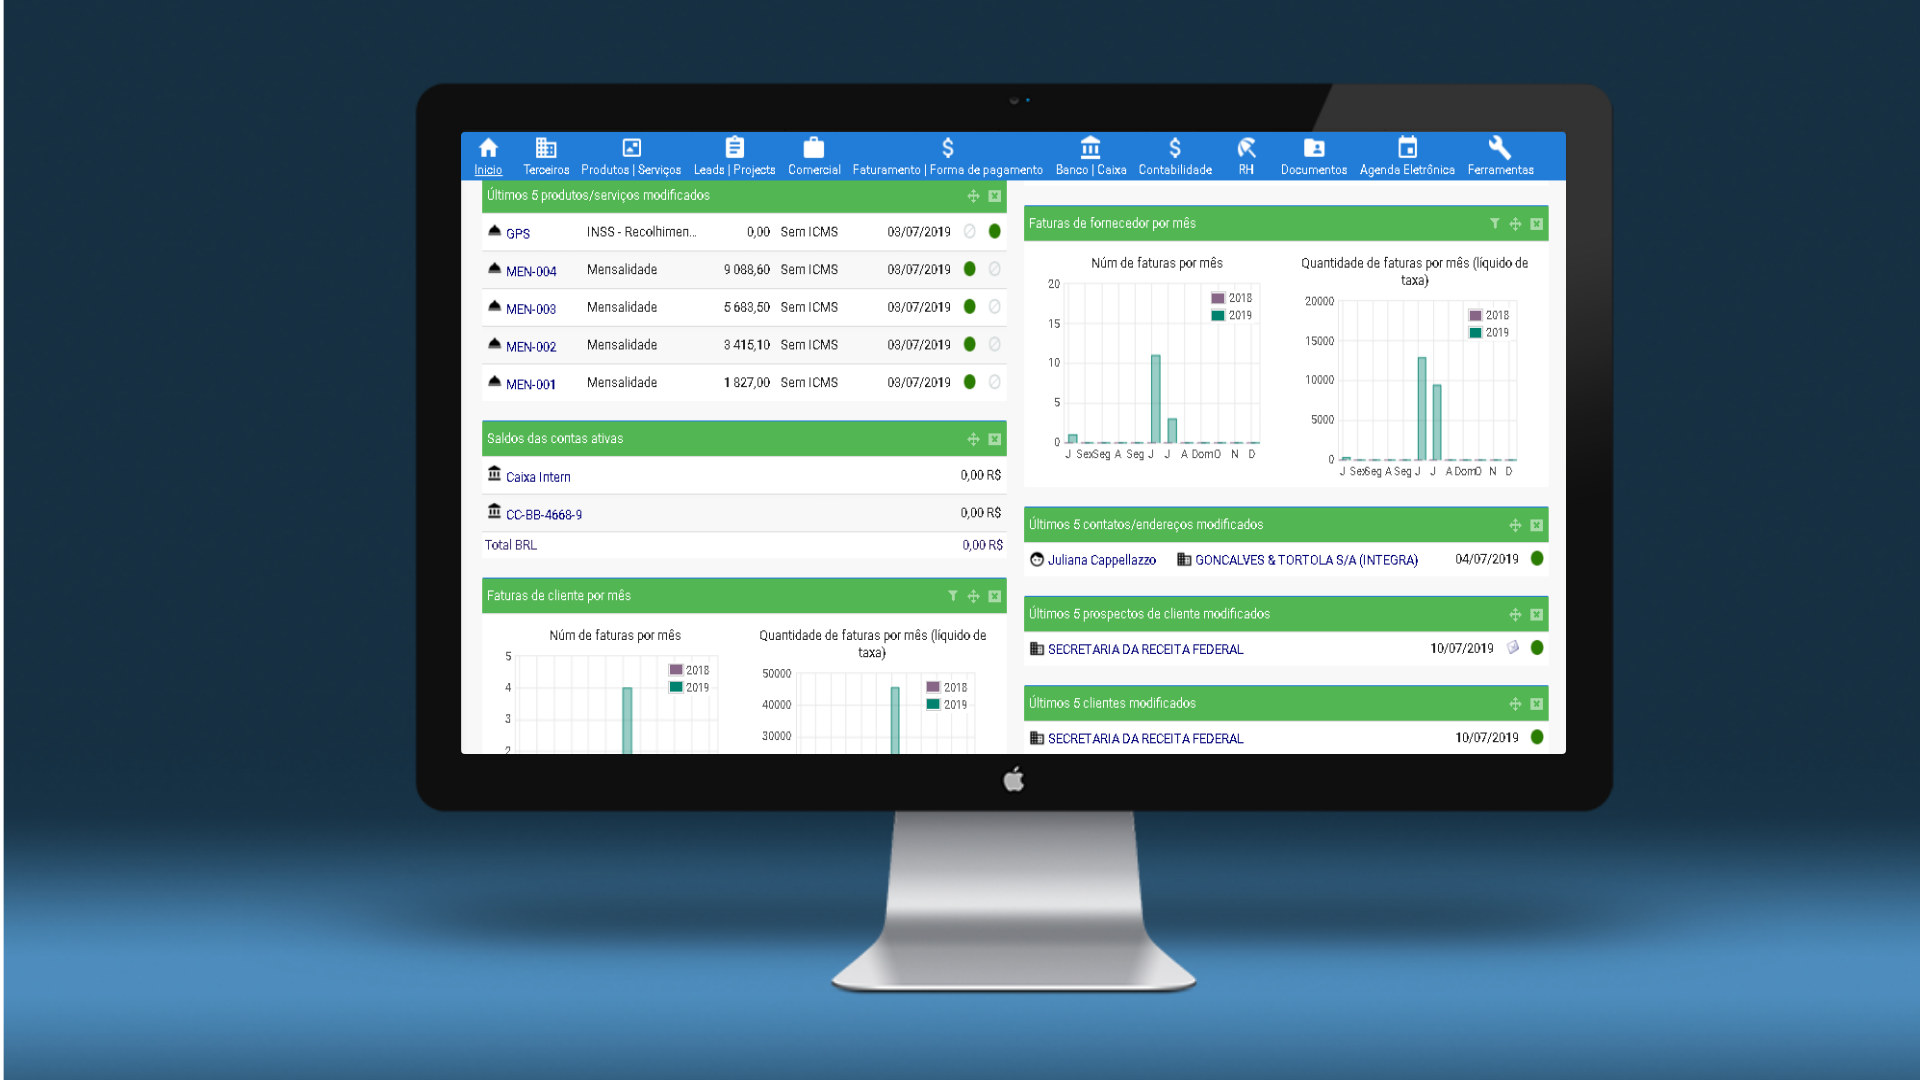 Inicio
Terceiros
Produtos | Serviços
Leads | Projects
Comercial
Faturamento | Forma de pagamento
Banco | Caixa
Contabilidade
RH
Documentos
Agenda Eletrônica
Ferramentas
Últimos 5 produtos/serviços modificados
GPS INSS - Recolhimen... 0,00 Sem ICMS 03/07/2019
MEN-004 Mensalidade 9 088,60 Sem ICMS 03/07/2019
MEN-003 Mensalidade 5 683,50 Sem ICMS 03/07/2019
MEN-002 Mensalidade 3 415,10 Sem ICMS 03/07/2019
MEN-001 Mensalidade 1 827,00 Sem ICMS 03/07/2019
Saldos das contas ativas
Caixa Intern 0,00 R$
CC-BB-4668-9 0,00 R$
Total BRL 0,00 R$
Faturas de cliente por mês
Núm de faturas por mês
5
4
3
2
2018
2019
Quantidade de faturas por mês (líquido de
taxa)
50000
40000
30000
2018
2019
Faturas de fornecedor por mês
Núm de faturas por mês
20
15
10
5
0
2018
2019
J Sex Seg A Seg J J A Dom O N D
Quantidade de faturas por mês (líquido de
taxa)
20000
15000
10000
5000
0
2018
2019
J Sex Seg A Seg J J A Dom O N D
Últimos 5 contatos/endereços modificados
Juliana Cappellazzo GONCALVES & TORTOLA S/A (INTEGRA) 04/07/2019
Últimos 5 prospectos de cliente modificados
SECRETARIA DA RECEITA FEDERAL 10/07/2019
Últimos 5 clientes modificados
SECRETARIA DA RECEITA FEDERAL 10/07/2019